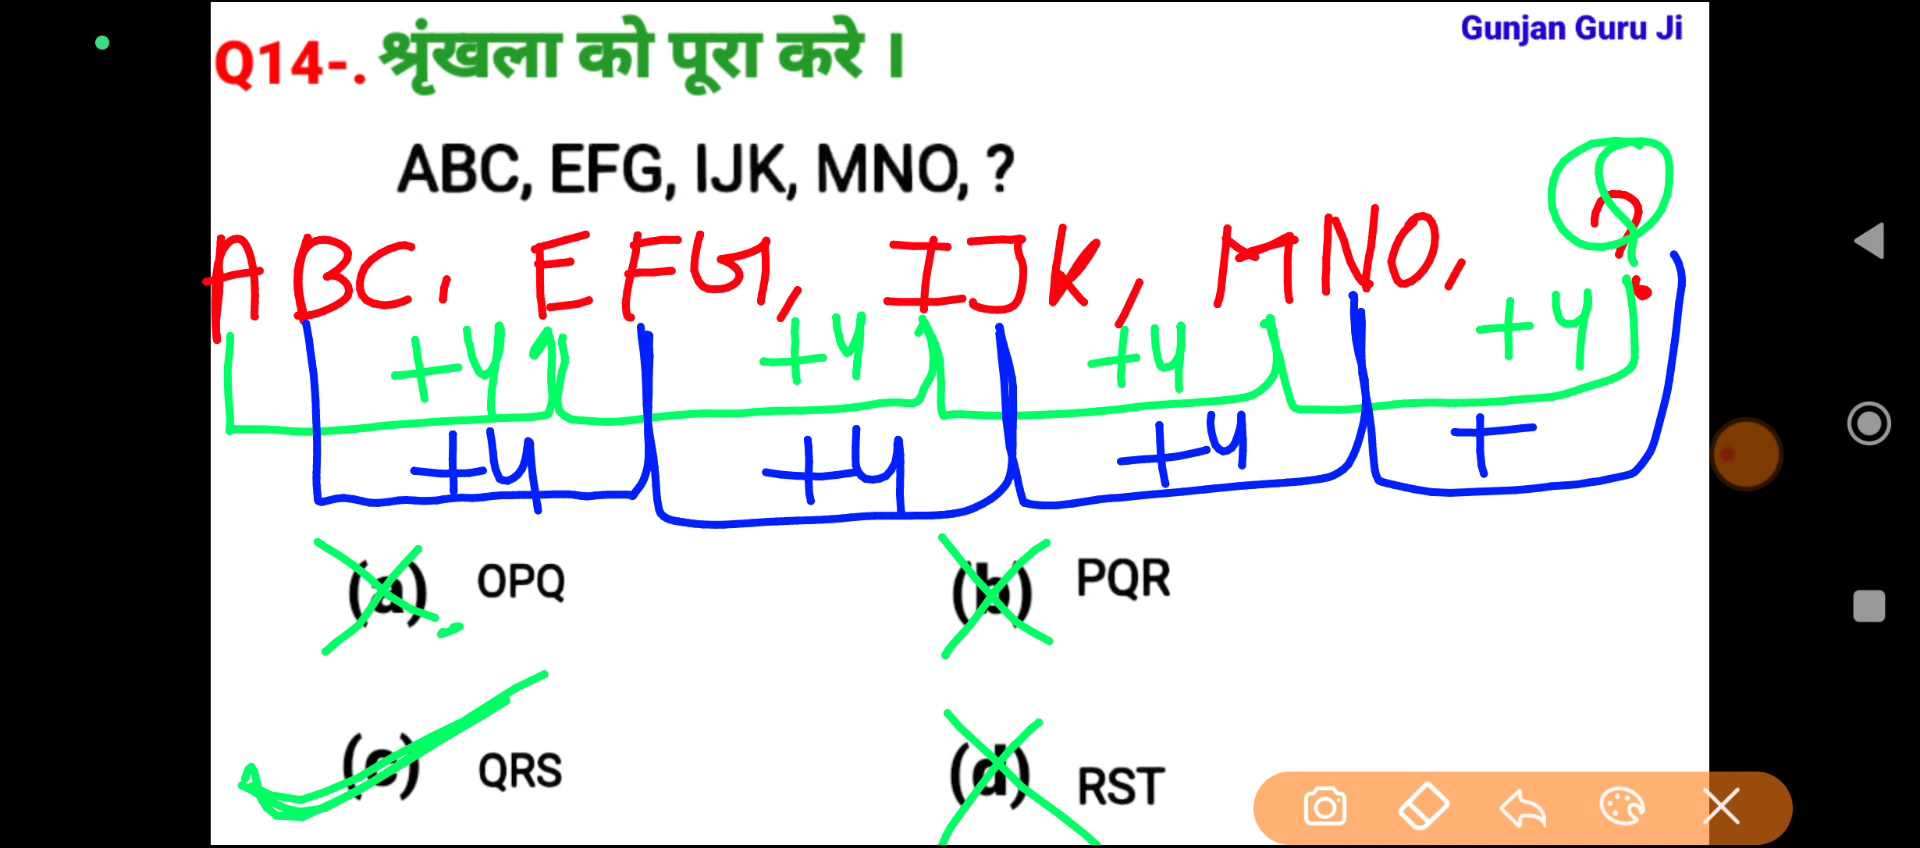 Gunjan Guru Ji
Q14-. श्रृंखला को पूरा करे ।
ABC, EFG, IJK, MNO, ?
ABC, EFG, IJK, MNO, ?
+4 +4 +4 +4
+4 +4 +4 +
(a) OPQ (b) PQR
(c) QRS (d) RST